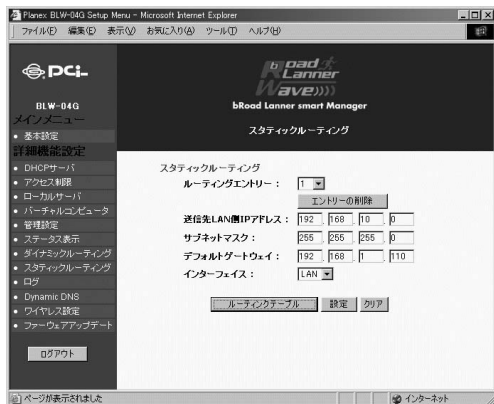 Planex BLW-04G Setup Menu - Microsoft Internet Explorer
ファイル(F) 編集(E) 表示(V) お気に入り(A) ツール(T) ヘルプ(H)
PCi
bRoad
Lanner
Wave))))
BLW-04G
bRoad Lanner smart Manager
メインメニュー
スタティックルーティング
• 基本設定
詳細機能設定
• DHCPサーバ
• アクセス制限
• ローカルサーバ
• バーチャルコンピュータ
• 管理設定
• ステータス表示
• ダイナミックルーティング
• スタティックルーティング
• ログ
• Dynamic DNS
• ワイヤレス設定
• ファームウェアアップデート
ログアウト
スタティックルーティング
ルーティングエントリー: 1
エントリーの削除
送信先LAN側IPアドレス: 192 . 168 . 10 . 0
サブネットマスク: 255 . 255 . 255 . 0
デフォルトゲートウェイ: 192 . 168 . 1 . 110
インターフェイス: LAN
ルーティングテーブル 設定 クリア
ページが表示されました インターネット